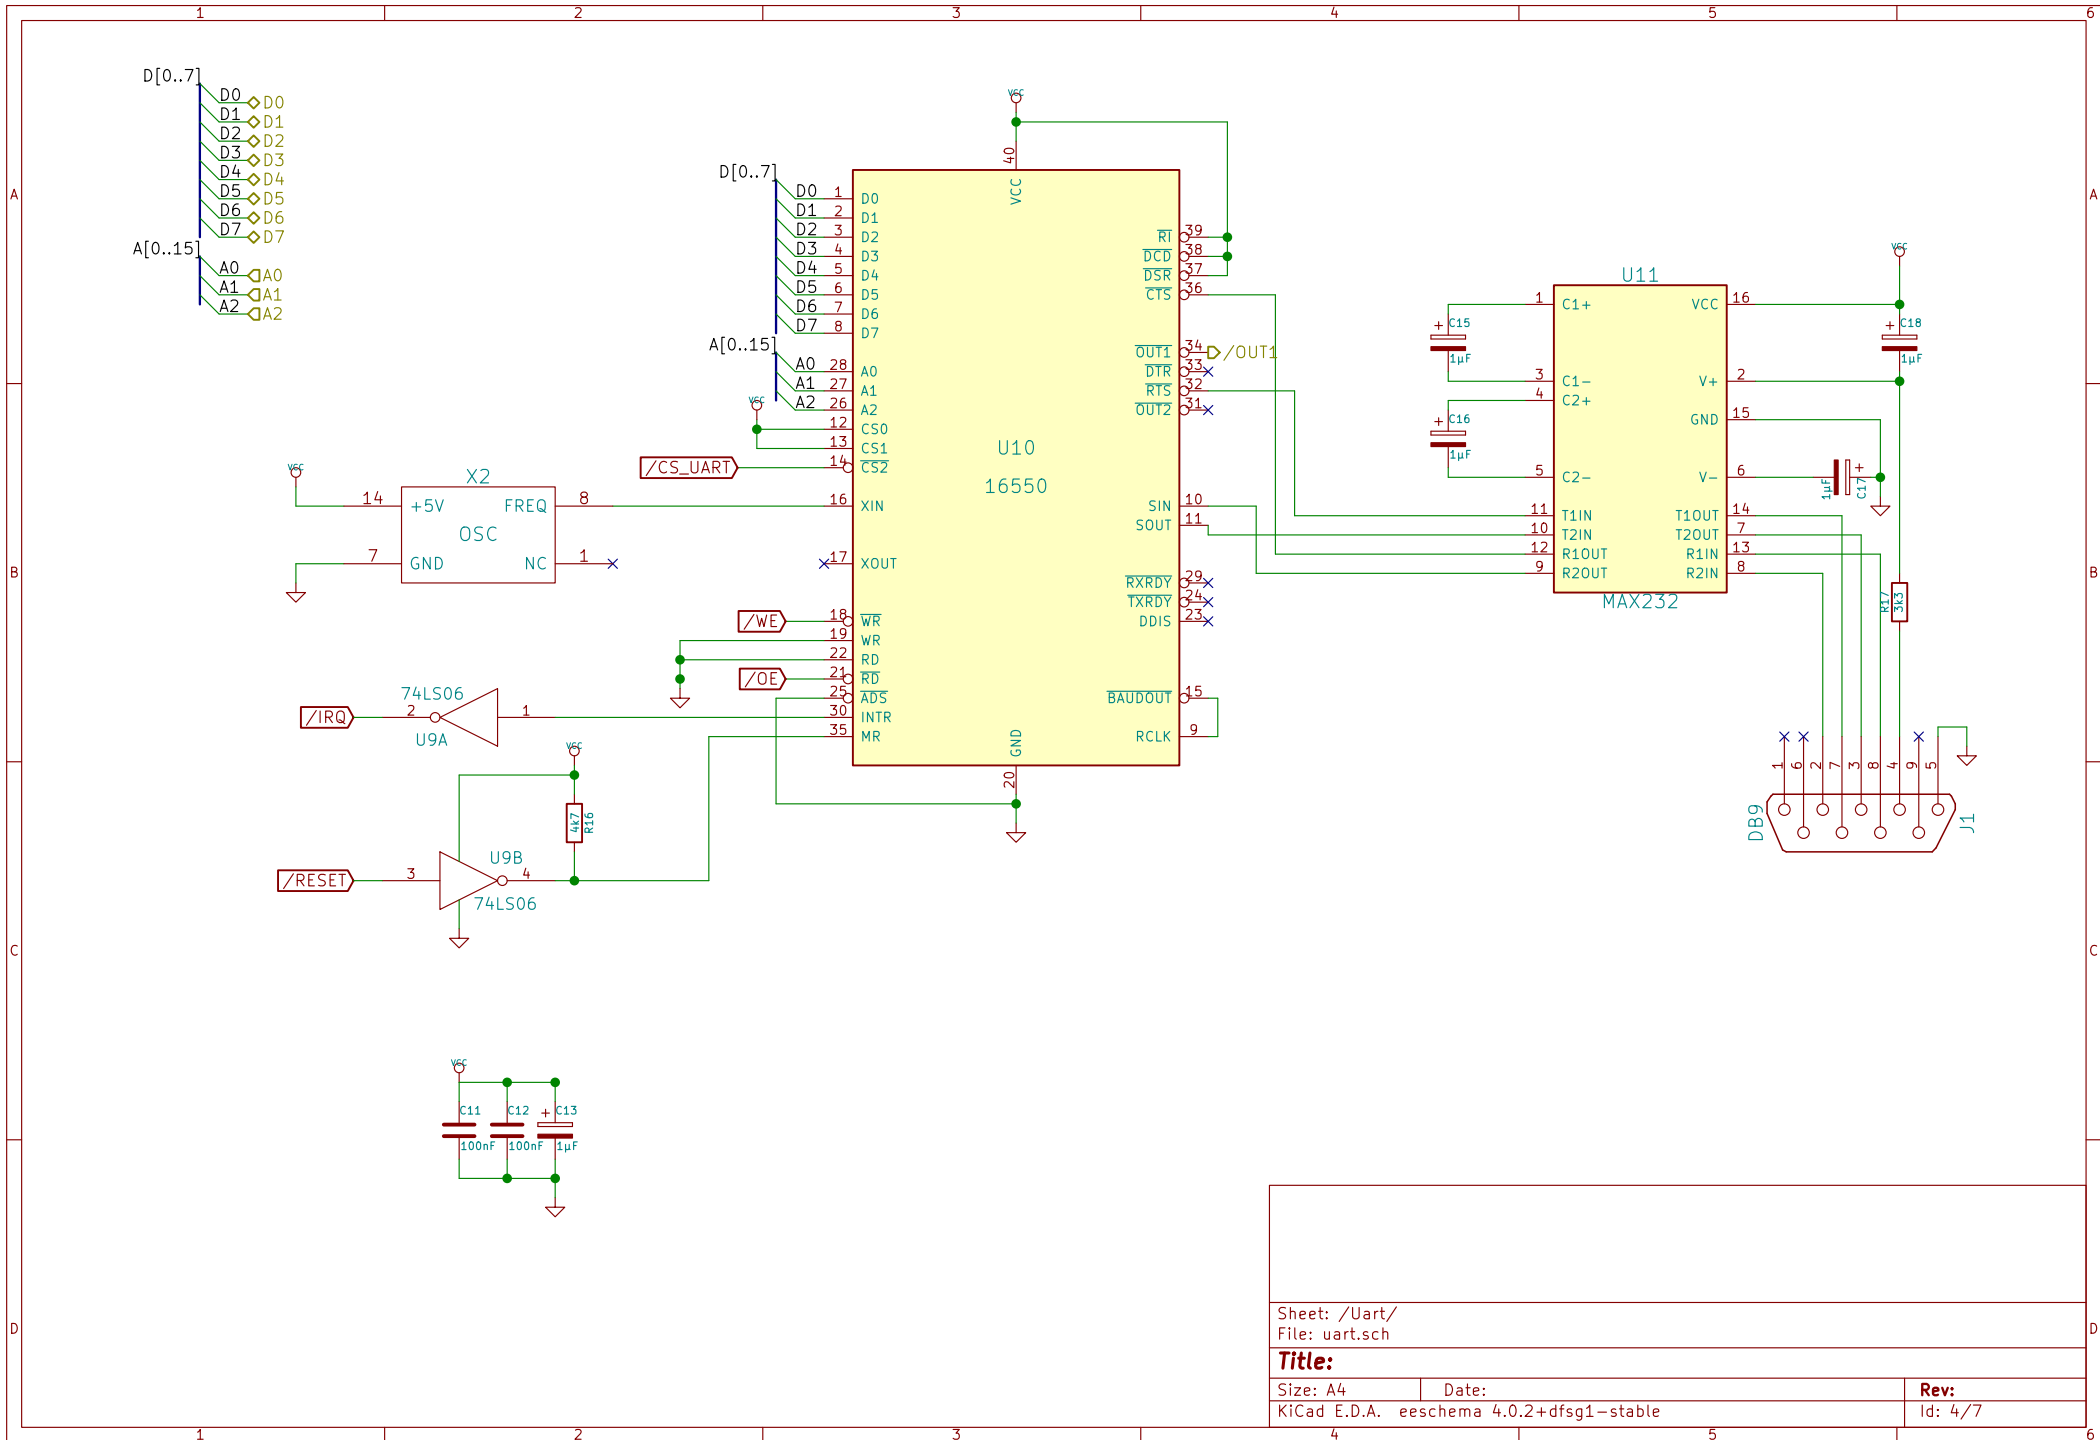 1 2 3 4 5 6
A
B
C
D
D[0..7]
D0 D0
D1 D1
D2 D2
D3 D3
D4 D4
D5 D5
D6 D6
D7 D7
A[0..15]
A0 A0
A1 A1
A2 A2
VCC
40
VCC
D[0..7]
D0 1 D0
D1 2 D1
D2 3 D2
D3 4 D3
D4 5 D4
D5 6 D5
D6 7 D6
D7 8 D7
A[0..15]
A0 28 A0
A1 27 A1
A2 26 A2
VCC
12 CS0
13 CS1
/CS_UART 14 CS2
16 XIN
17 XOUT
/WE 18 WR
19 WR
22 RD
/OE 21 RD
25 ADS
30 INTR
35 MR
U10
16550
RI 39
DCD 38
DSR 37
CTS 36
OUT1 34 /OUT1
DTR 33
RTS 32
OUT2 31
SIN 10
SOUT 11
RXRDY 29
TXRDY 24
DDIS 23
BAUDOUT 15
RCLK 9
GND
20
VCC
X2
14 +5V FREQ 8
OSC
7 GND NC 1
74LS06
/IRQ 2 1
U9A
VCC
4k7
R16
U9B
/RESET 3 4
74LS06
VCC
C11 C12 + C13
100nF 100nF 1µF
VCC
U11
1 C1+ VCC 16
+ C15
1µF
+ C18
1µF
3 C1- V+ 2
4 C2+
+ C16
1µF
GND 15
5 C2- V- 6
1µF + C17
11 T1IN T1OUT 14
10 T2IN T2OUT 7
12 R1OUT R1IN 13
9 R2OUT R2IN 8
MAX232
R17
3k3
1 6 2 7 3 8 4 9 5
DB9
J1
Sheet: /Uart/
File: uart.sch
Title:
Size: A4 Date: Rev:
KiCad E.D.A. eeschema 4.0.2+dfsg1-stable Id: 4/7
A
B
C
D
1 2 3 4 5 6